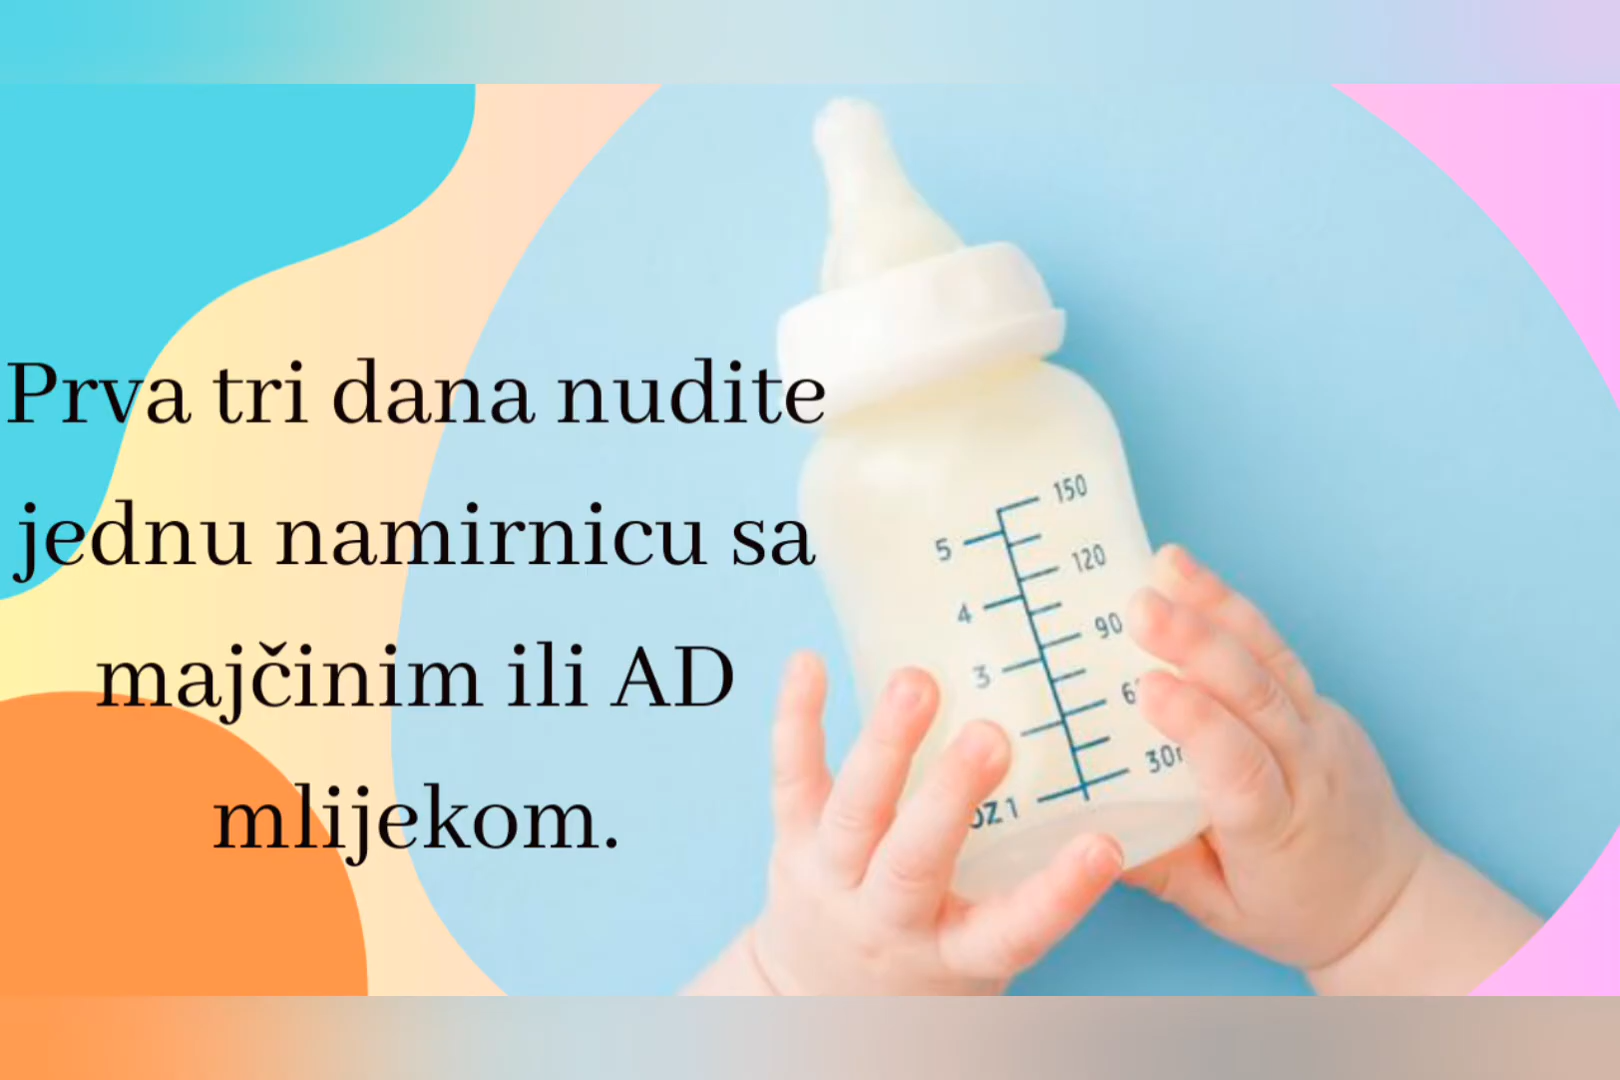 Prva tri dana nudite
jednu namirnicu sa
majčinim ili AD
mlijekom.
150
5
120
4
90
3
30
OZ 1